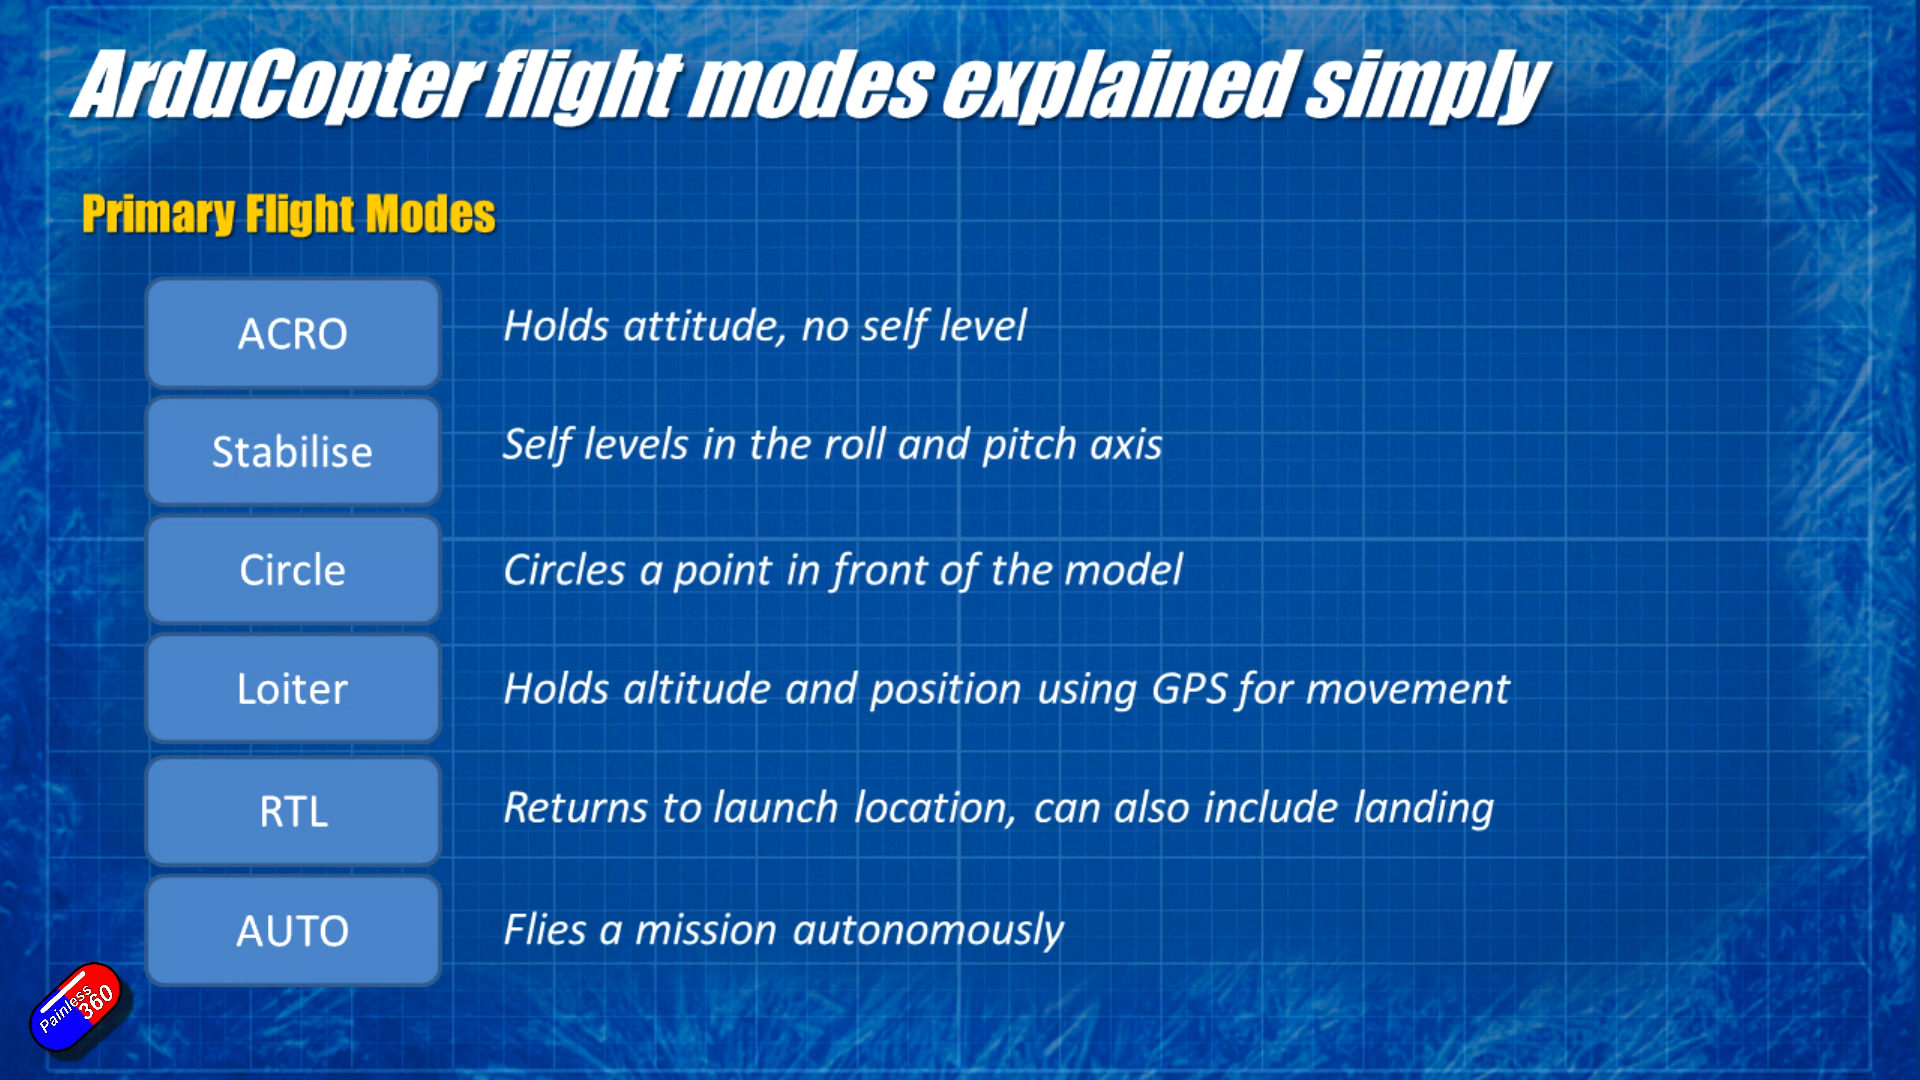 ArduCopter flight modes explained simply
Primary Flight Modes
ACRO
Holds attitude, no self level
Stabilise
Self levels in the roll and pitch axis
Circle
Circles a point in front of the model
Loiter
Holds altitude and position using GPS for movement
RTL
Returns to launch location, can also include landing
AUTO
Flies a mission autonomously
Painless
360